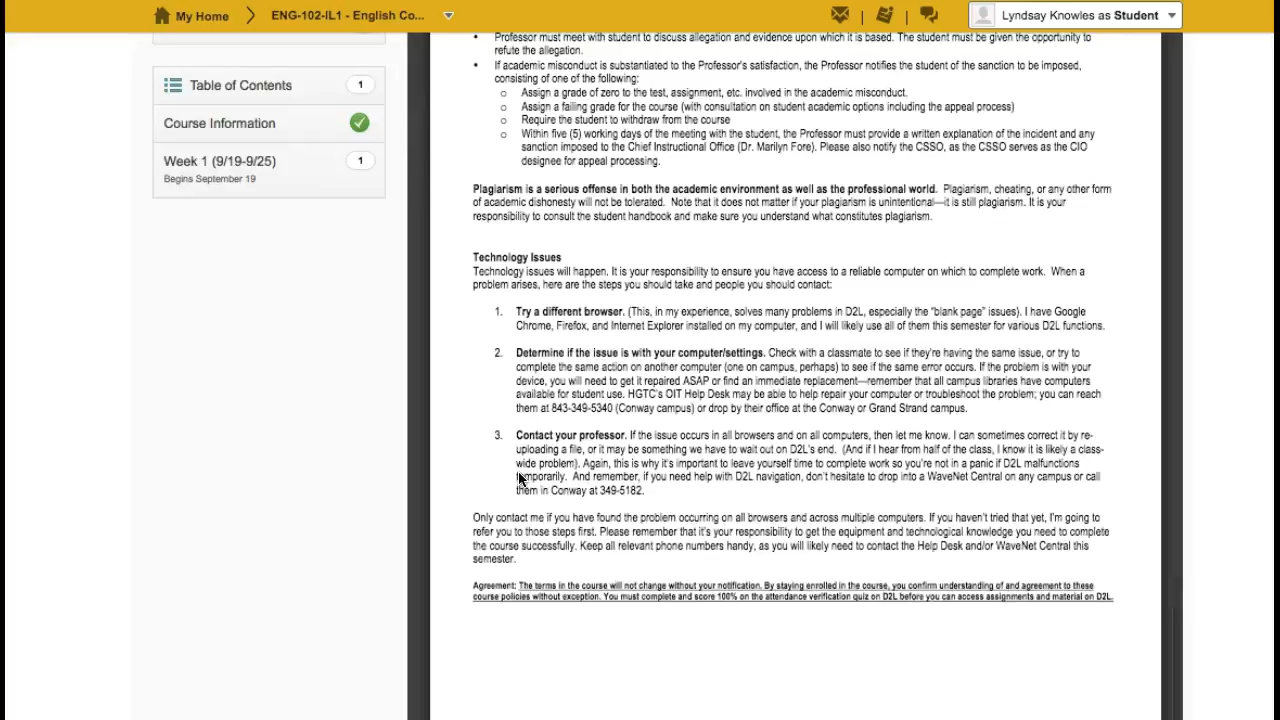 My Home
ENG-102-IL1 - English Co...
Lyndsay Knowles as Student
Table of Contents
1
Course Information
Week 1 (9/19-9/25)
1
Begins September 19
• Professor must meet with student to discuss allegation and evidence upon which it is based. The student must be given the opportunity to
refute the allegation.
• If academic misconduct is substantiated to the Professor's satisfaction, the Professor notifies the student of the sanction to be imposed,
consisting of one of the following:
o Assign a grade of zero to the test, assignment, etc. involved in the academic misconduct.
o Assign a failing grade for the course (with consultation on student academic options including the appeal process)
o Require the student to withdraw from the course
o Within five (5) working days of the meeting with the student, the Professor must provide a written explanation of the incident and any
sanction imposed to the Chief Instructional Office (Dr. Marilyn Fore). Please also notify the CSSO, as the CSSO serves as the CIO
designee for appeal processing.
Plagiarism is a serious offense in both the academic environment as well as the professional world. Plagiarism, cheating, or any other form
of academic dishonesty will not be tolerated. Note that it does not matter if your plagiarism is unintentional—it is still plagiarism. It is your
responsibility to consult the student handbook and make sure you understand what constitutes plagiarism.
Technology Issues
Technology issues will happen. It is your responsibility to ensure you have access to a reliable computer on which to complete work. When a
problem arises, here are the steps you should take and people you should contact:
1. Try a different browser. (This, in my experience, solves many problems in D2L, especially the "blank page" issues). I have Google
Chrome, Firefox, and Internet Explorer installed on my computer, and I will likely use all of them this semester for various D2L functions.
2. Determine if the issue is with your computer/settings. Check with a classmate to see if they're having the same issue, or try to
complete the same action on another computer (one on campus, perhaps) to see if the same error occurs. If the problem is with your
device, you will need to get it repaired ASAP or find an immediate replacement—remember that all campus libraries have computers
available for student use. HGTC's OIT Help Desk may be able to help repair your computer or troubleshoot the problem; you can reach
them at 843-349-5340 (Conway campus) or drop by their office at the Conway or Grand Strand campus.
3. Contact your professor. If the issue occurs in all browsers and on all computers, then let me know. I can sometimes correct it by re-
uploading a file, or it may be something we have to wait out on D2L's end. (And if I hear from half of the class, I know it is likely a class-
wide problem). Again, this is why it's important to leave yourself time to complete work so you're not in a panic if D2L malfunctions
temporarily. And remember, if you need help with D2L navigation, don't hesitate to drop into a WaveNet Central on any campus or call
them in Conway at 349-5182.
Only contact me if you have found the problem occurring on all browsers and across multiple computers. If you haven't tried that yet, I'm going to
refer you to those steps first. Please remember that it's your responsibility to get the equipment and technological knowledge you need to complete
the course successfully. Keep all relevant phone numbers handy, as you will likely need to contact the Help Desk and/or WaveNet Central this
semester.
Agreement: The terms in the course will not change without your notification. By staying enrolled in the course, you confirm understanding of and agreement to these
course policies without exception. You must complete and score 100% on the attendance verification quiz on D2L before you can access assignments and material on D2L.